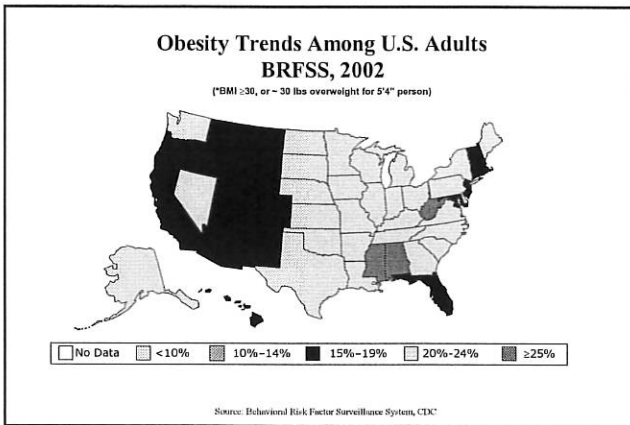 Obesity Trends Among U.S. Adults
BRFSS, 2002
(*BMI ≥30, or ~ 30 lbs overweight for 5'4" person)
No Data <10% 10%–14% 15%–19% 20%-24% ≥25%
Source: Behavioral Risk Factor Surveillance System, CDC